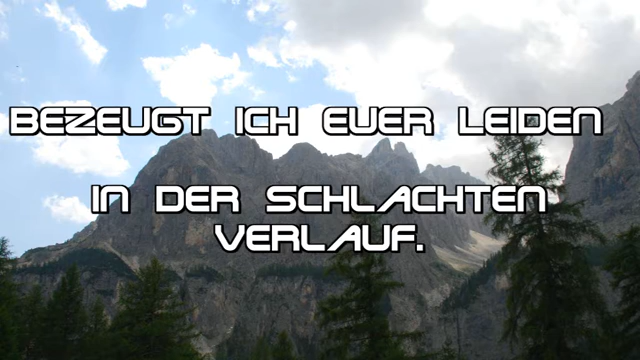 BEZEUGT ICH EUER LEIDEN
IN DER SCHLACHTEN
VERLAUF.